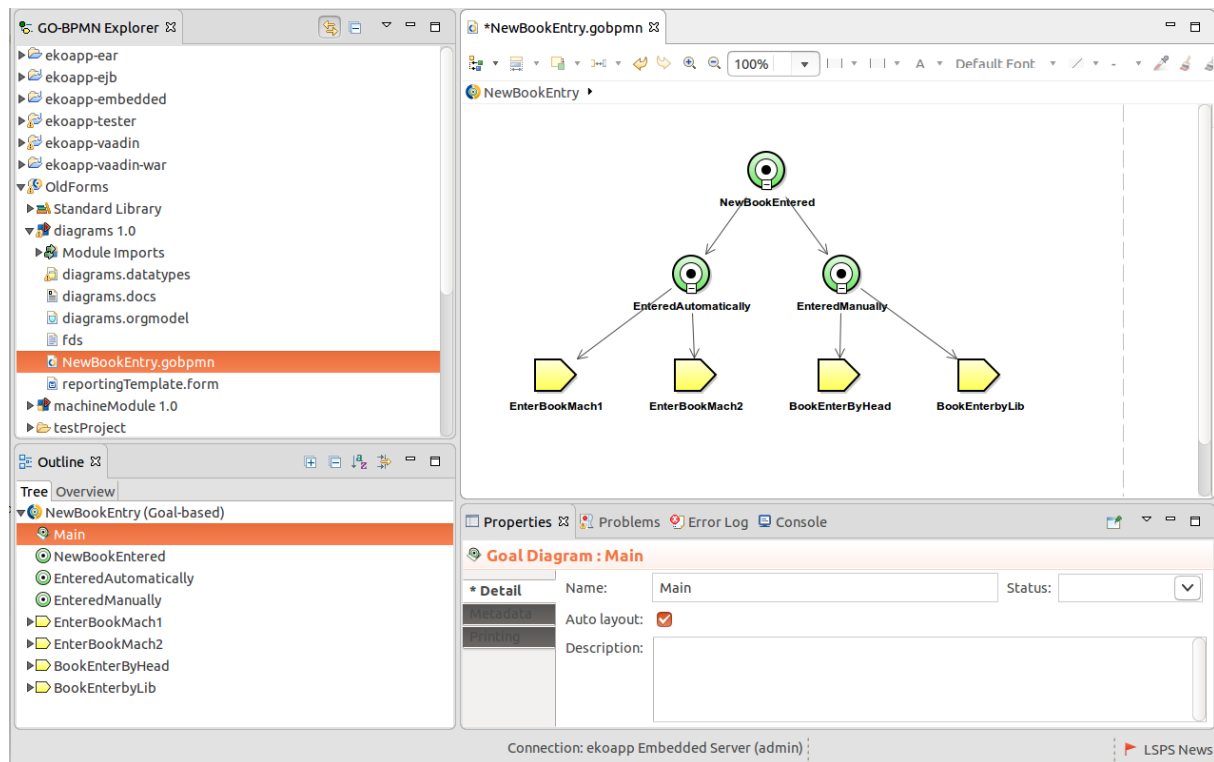 GO-BPMN Explorer
ekoapp-ear
ekoapp-ejb
ekoapp-embedded
ekoapp-tester
ekoapp-vaadin
ekoapp-vaadin-war
OldForms
Standard Library
diagrams 1.0
Module Imports
diagrams.datatypes
diagrams.docs
diagrams.orgmodel
fds
NewBookEntry.gobpmn
reportingTemplate.form
machineModule 1.0
testProject
Outline
Tree Overview
NewBookEntry (Goal-based)
Main
NewBookEntered
EnteredAutomatically
EnteredManually
EnterBookMach1
EnterBookMach2
BookEnterByHead
BookEnterbyLib
*NewBookEntry.gobpmn
100% A Default Font
NewBookEntry
NewBookEntered
EnteredAutomatically EnteredManually
EnterBookMach1 EnterBookMach2 BookEnterByHead BookEnterbyLib
Properties Problems Error Log Console
Goal Diagram : Main
* Detail Name: Main Status:
Metadata Auto layout:
Printing Description:
Connection: ekoapp Embedded Server (admin) LSPS News